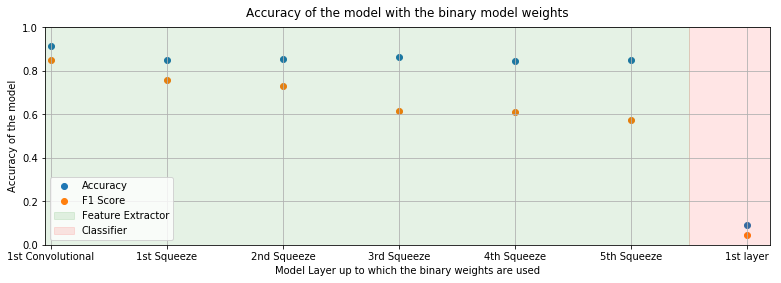 Accuracy of the model with the binary model weights
Accuracy of the model
1.0
0.8
0.6
0.4
0.2
0.0
Accuracy
F1 Score
Feature Extractor
Classifier
1st Convolutional 1st Squeeze 2nd Squeeze 3rd Squeeze 4th Squeeze 5th Squeeze 1st layer
Model Layer up to which the binary weights are used